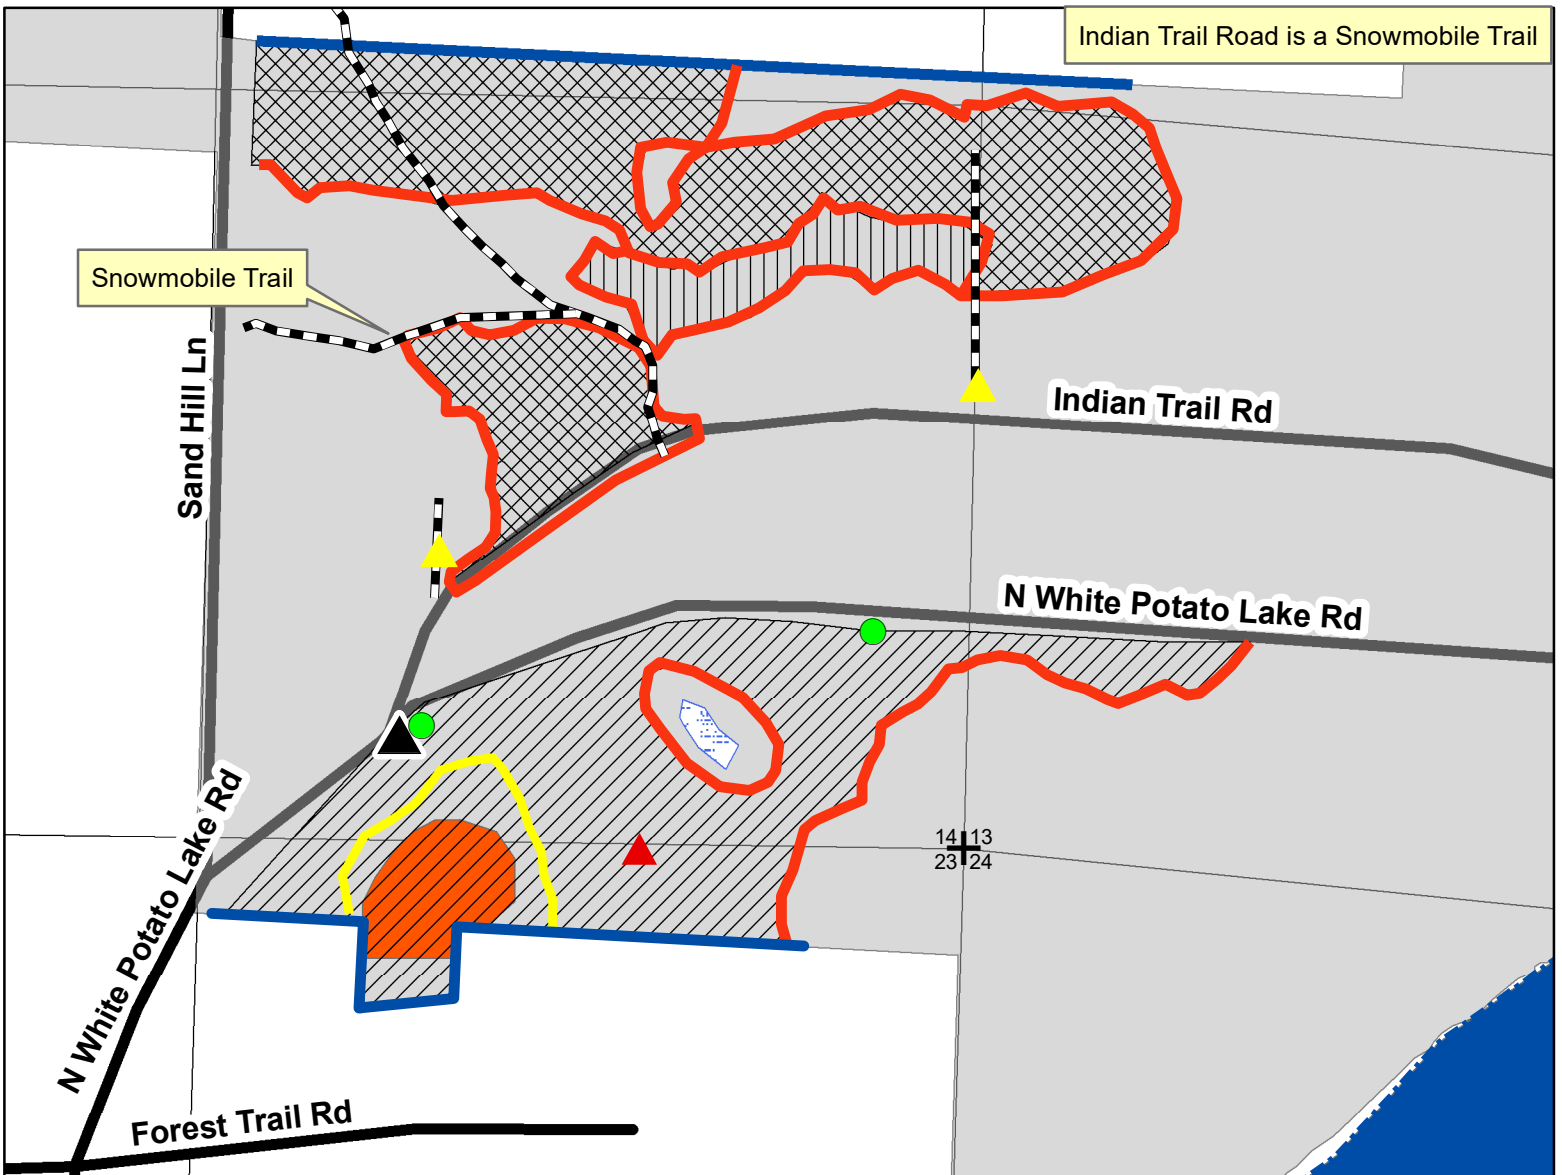 Indian Trail Road is a Snowmobile Trail
Snowmobile Trail
Sand Hill Ln
Indian Trail Rd
N White Potato Lake Rd
N White Potato Lake Rd
14 13
23 24
Forest Trail Rd